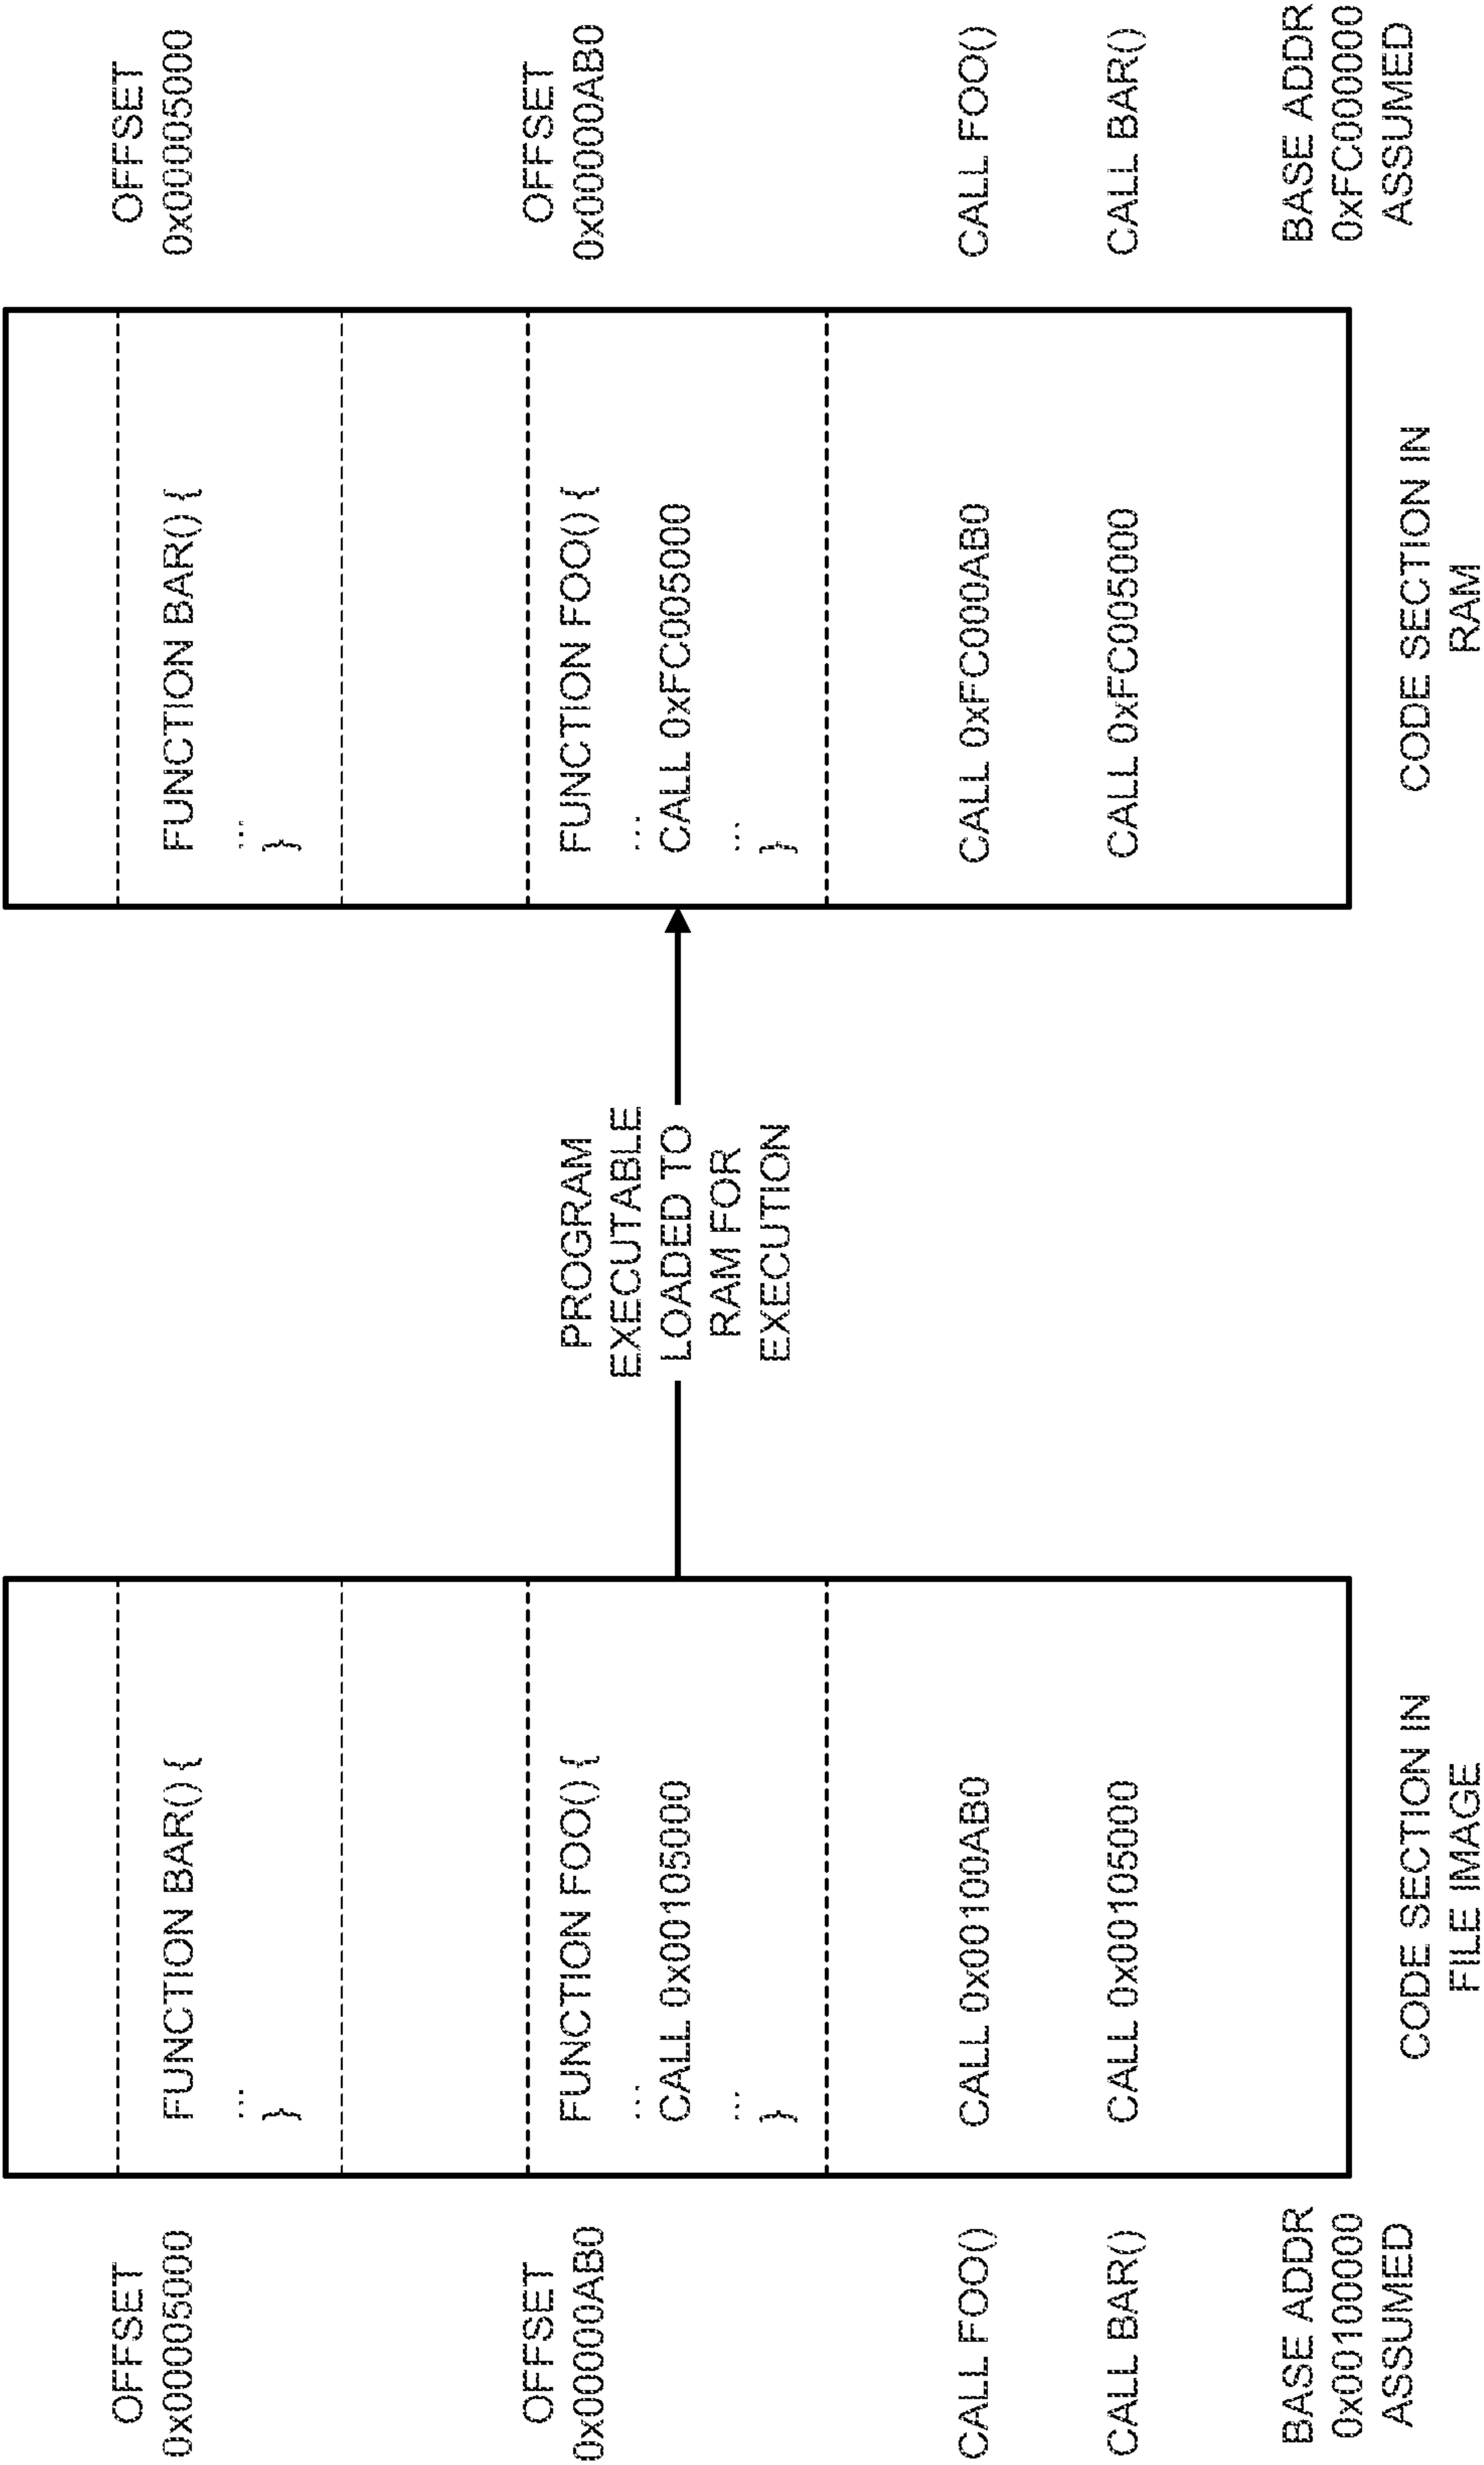 OFFSET
0x00005000
OFFSET
0x00000AB0
CALL FOO()
CALL BAR()
BASE ADDR
0x00100000
ASSUMED
FUNCTION BAR() {
...
}
FUNCTION FOO() {
...
CALL 0x00105000
...
}
CALL 0x00100AB0
CALL 0x00105000
CODE SECTION IN
FILE IMAGE
PROGRAM
EXECUTABLE
LOADED TO
RAM FOR
EXECUTION
FUNCTION BAR() {
...
}
FUNCTION FOO() {
...
CALL 0xFC005000
...
}
CALL 0xFC000AB0
CALL 0xFC005000
CODE SECTION IN
RAM
OFFSET
0x00005000
OFFSET
0x00000AB0
CALL FOO()
CALL BAR()
BASE ADDR
0xFC000000
ASSUMED